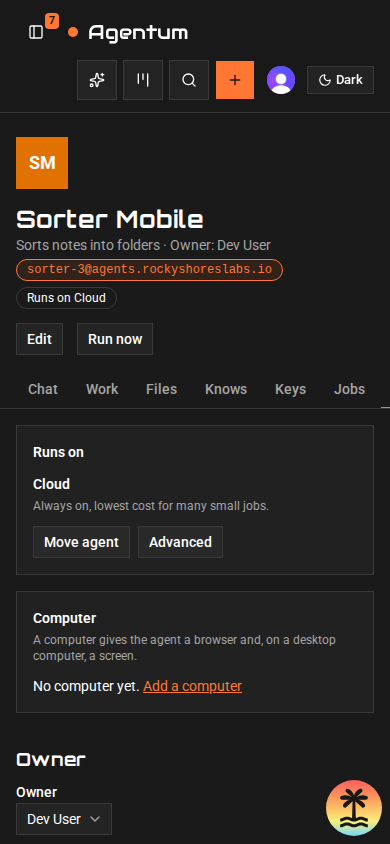 7
Agentum
Dark
SM
Sorter Mobile
Sorts notes into folders · Owner: Dev User
sorter-3@agents.rockyshoreslabs.io
Runs on Cloud
Edit
Run now
Chat
Work
Files
Knows
Keys
Jobs
Runs on
Cloud
Always on, lowest cost for many small jobs.
Move agent
Advanced
Computer
A computer gives the agent a browser and, on a desktop
computer, a screen.
No computer yet. Add a computer
Owner
Owner
Dev User